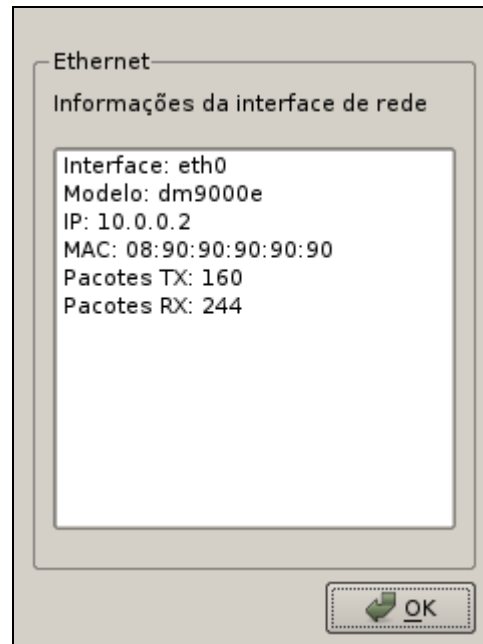 Ethernet
Informações da interface de rede
Interface: eth0
Modelo: dm9000e
IP: 10.0.0.2
MAC: 08:90:90:90:90:90
Pacotes TX: 160
Pacotes RX: 244
OK